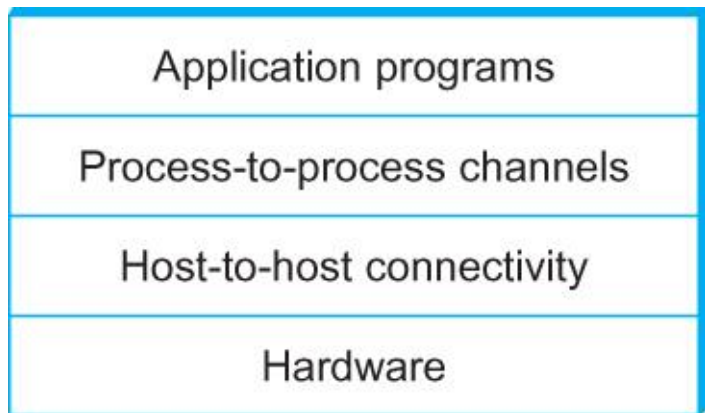 Application programs
Process-to-process channels
Host-to-host connectivity
Hardware